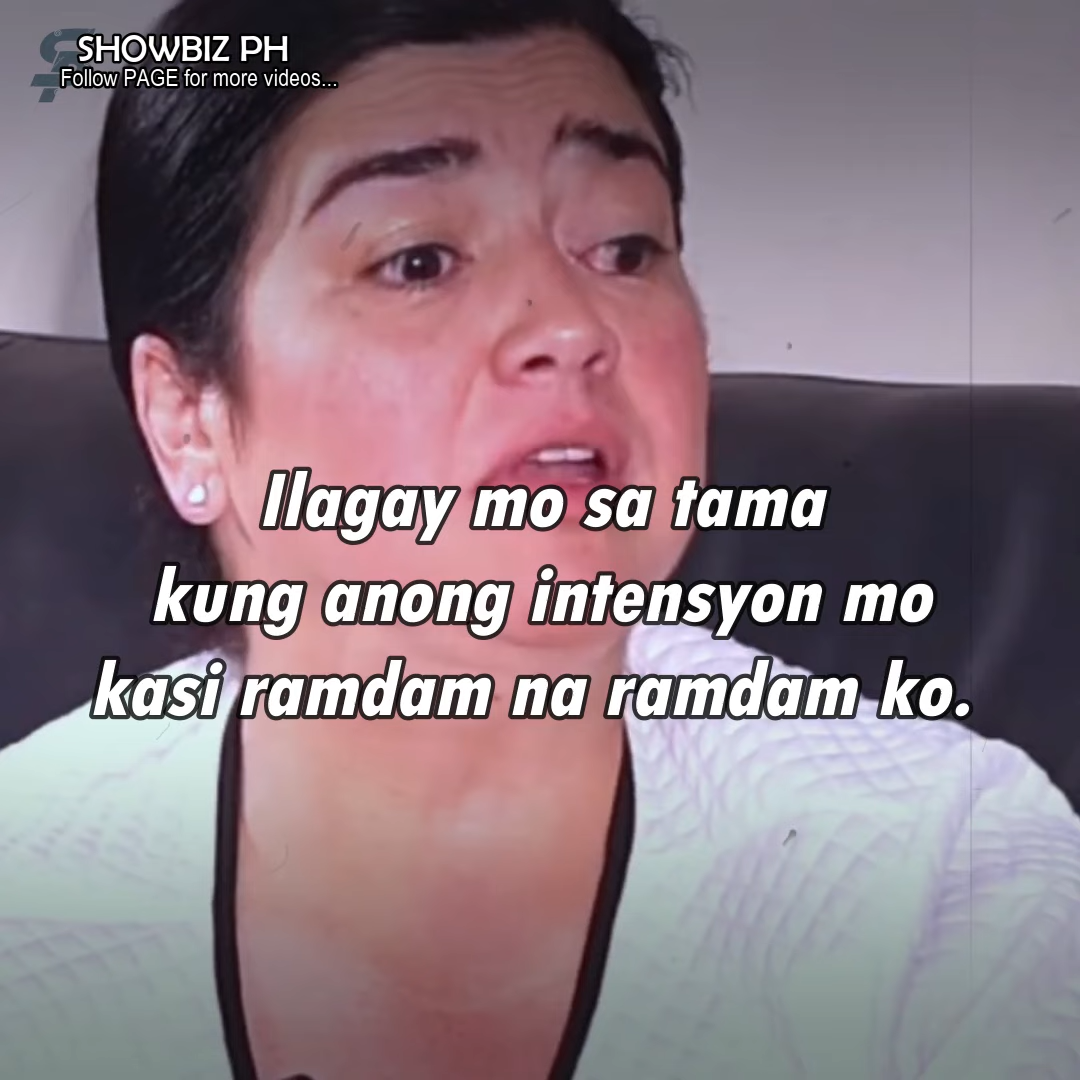 SHOWBIZ PH
Follow PAGE for more videos...
Ilagay mo sa tama
kung anong intensyon mo
kasi ramdam na ramdam ko.